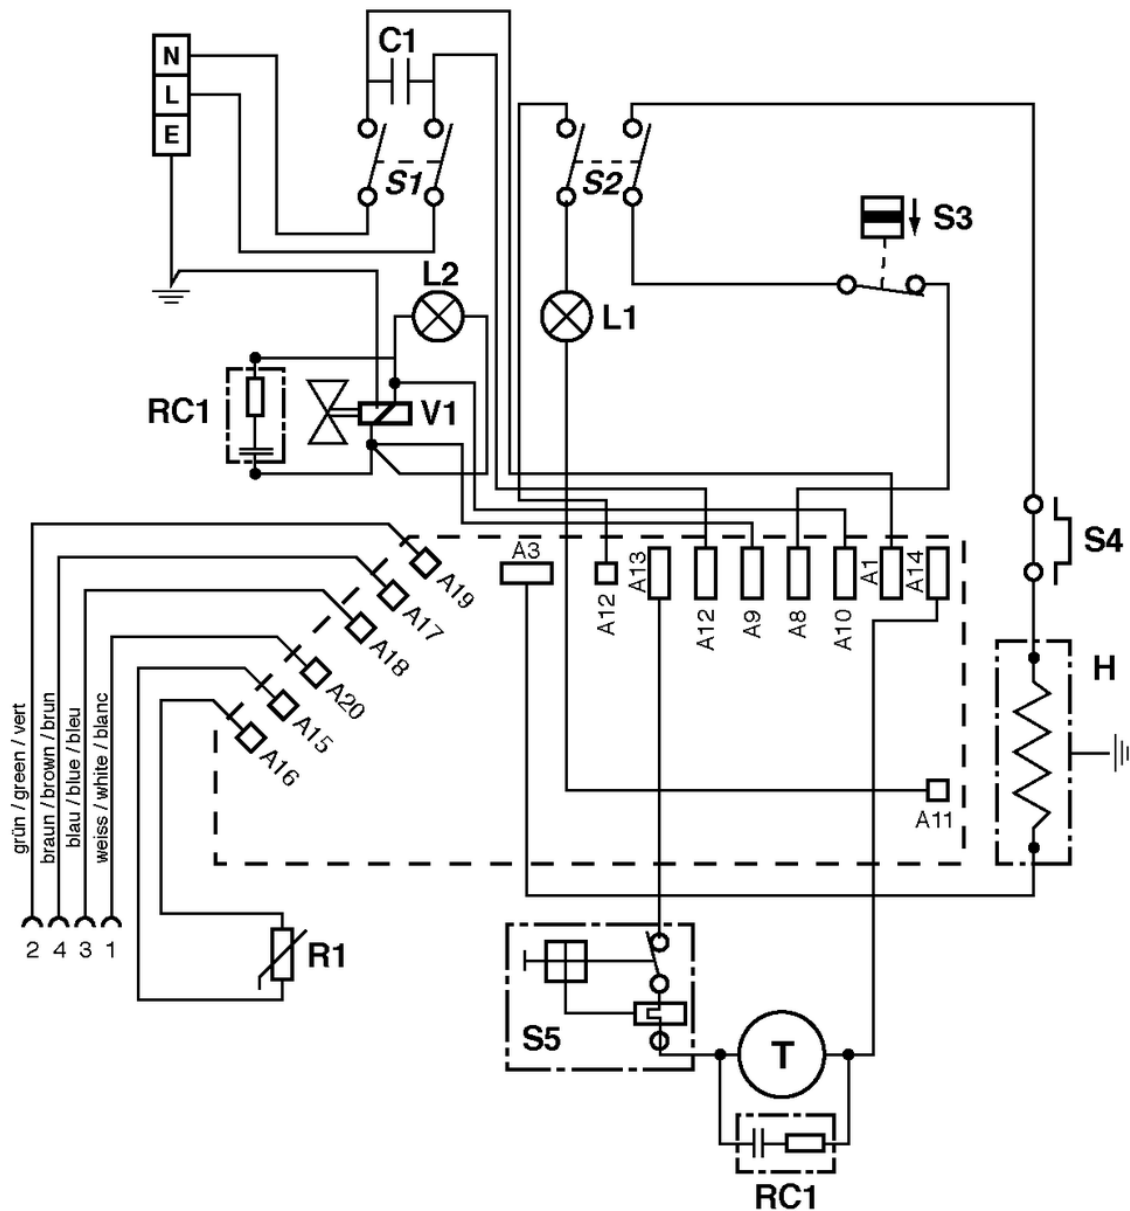 N
L
E
C1
S1
S2
S3
L2
L1
RC1
V1
S4
A3
A12
A13
A12
A9
A8
A10
A1
A14
A19
A17
A18
A20
A15
A16
A11
H
grün / green / vert
braun / brown / brun
blau / blue / bleu
weiss / white / blanc
2 4 3 1
R1
S5
T
RC1